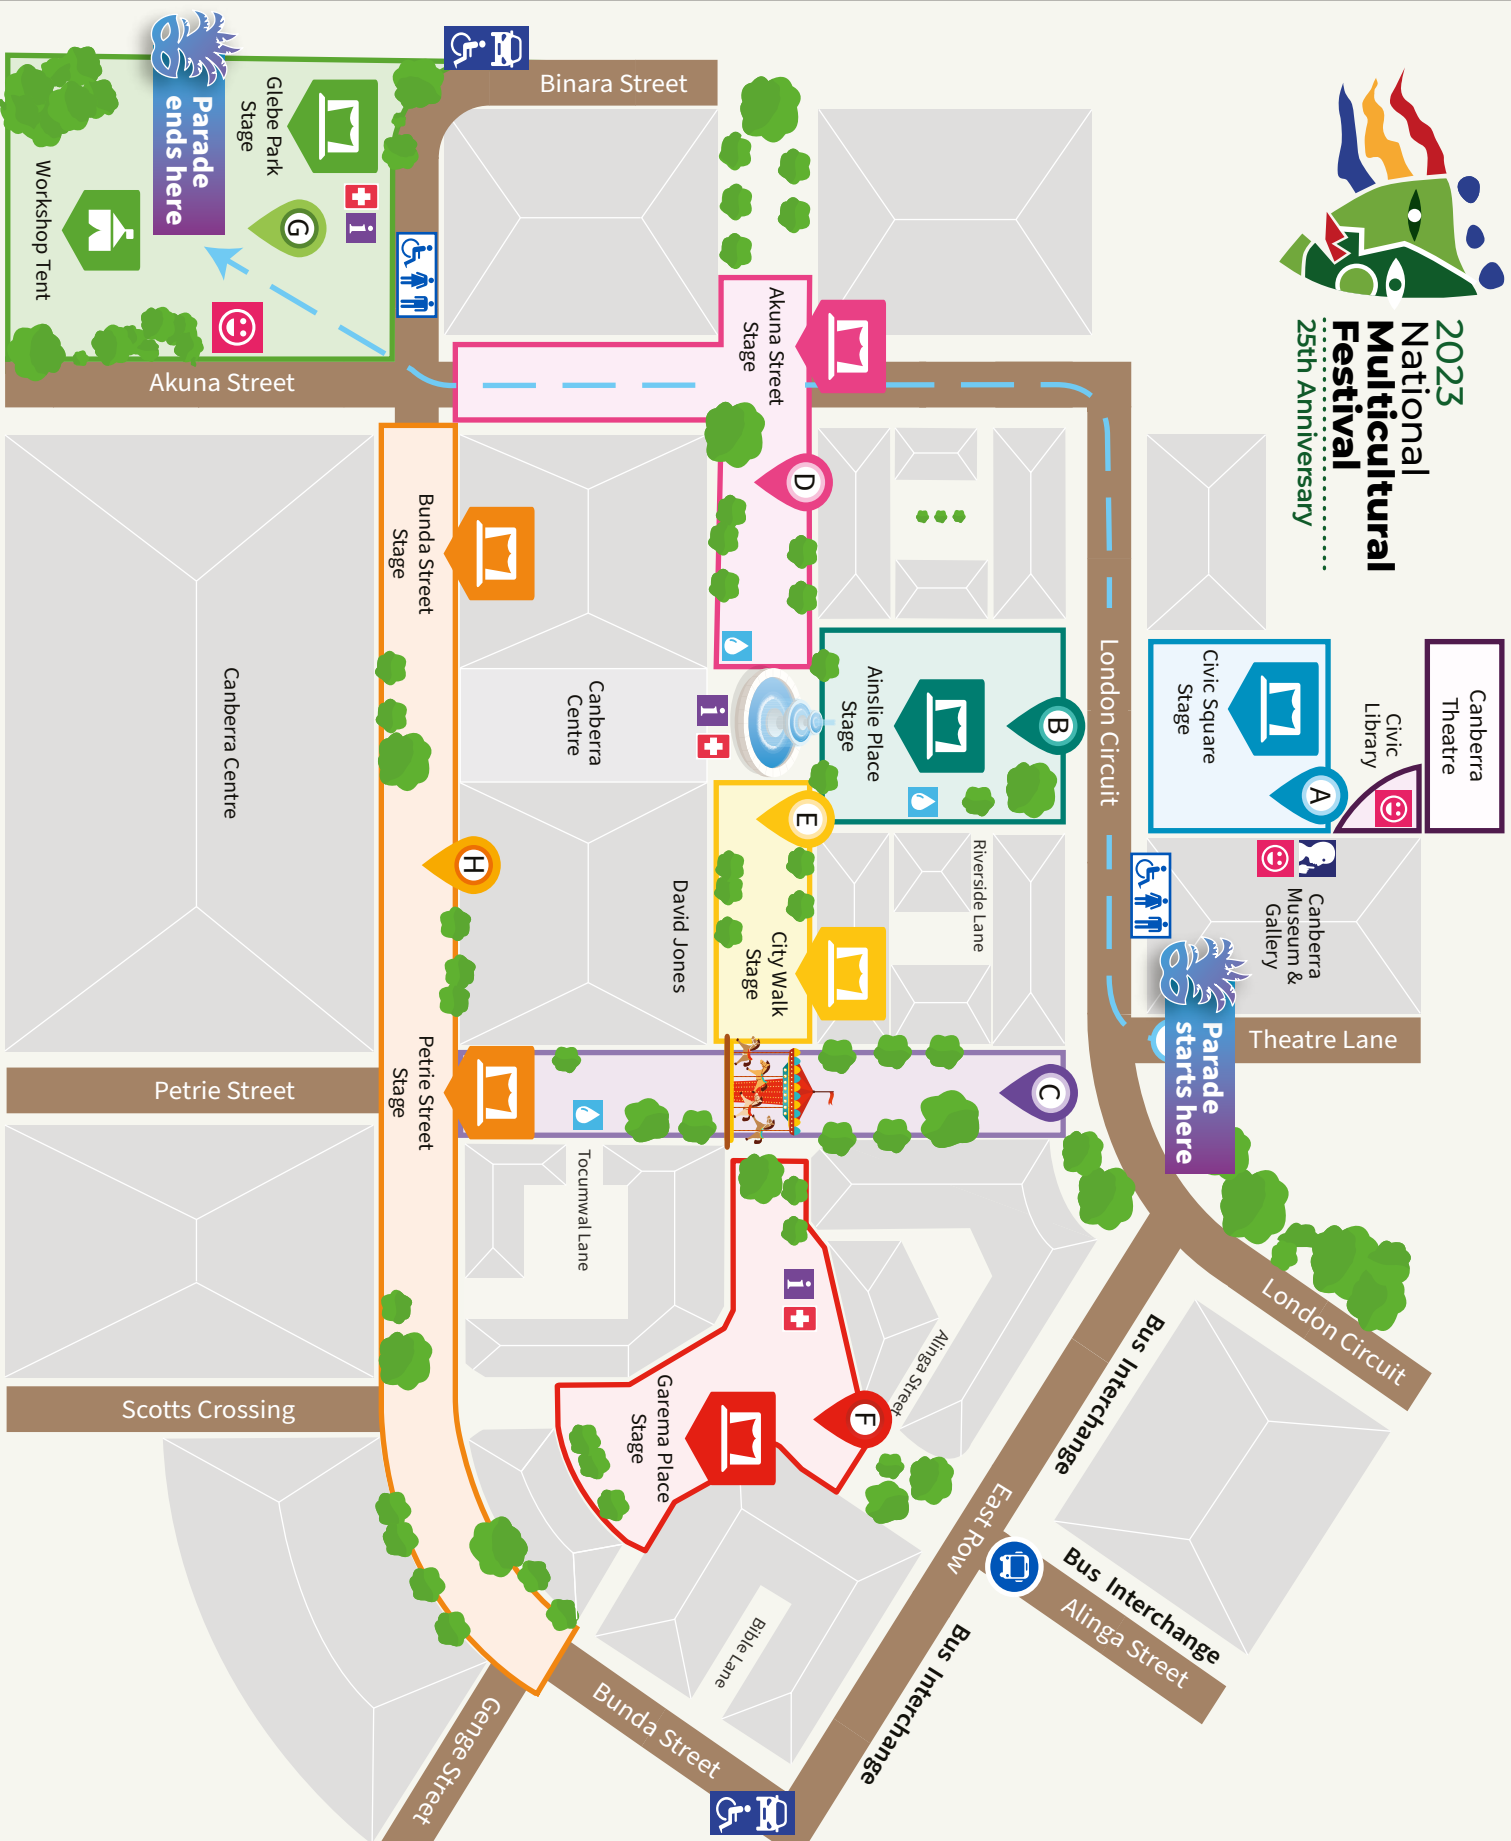 2023
National
Multicultural
Festival
25th Anniversary
Canberra
Theatre
Civic
Library
Civic Square
Stage
A
Canberra
Museum &
Gallery
Parade
starts here
Theatre Lane
London Circuit
London Circuit
Binara Street
Parade
ends here
Glebe Park
Stage
Workshop Tent
G
i
Akuna Street
Akuna Street
Stage
D
Ainslie Place
Stage
B
i
E
City Walk
Stage
Riverside Lane
David Jones
Canberra
Centre
Canberra Centre
Bunda Street
Stage
H
Petrie Street
Stage
Petrie Street
C
Tocumwal Lane
i
Garema Place
Stage
F
Alinga Street
Scotts Crossing
Bus Interchange
East Row
Bus Interchange
Alinga Street
Bus Interchange
Bible Lane
Bunda Street
Genge Street